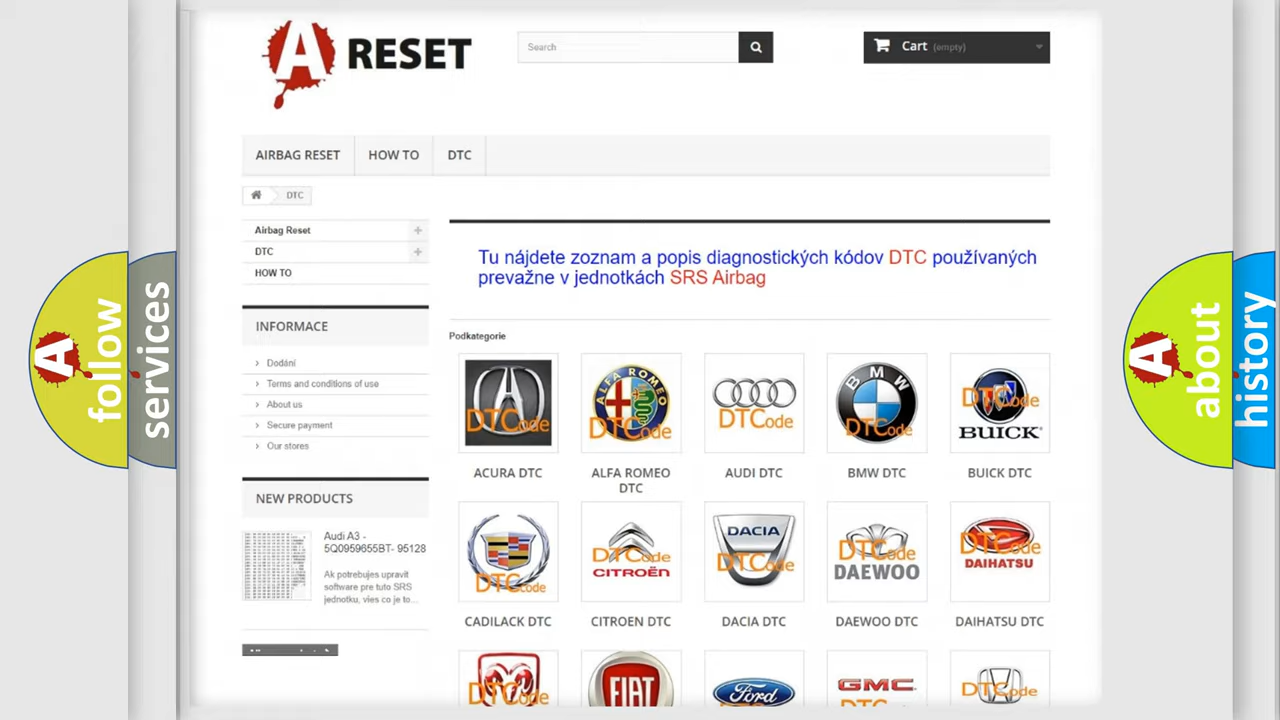 A RESET
Search
Cart (empty)
AIRBAG RESET
HOW TO
DTC
DTC
Airbag Reset
DTC
HOW TO
INFORMACE
Dodání
Terms and conditions of use
About us
Secure payment
Our stores
NEW PRODUCTS
Audi A3 -
5Q0959655BT- 95128
Ak potrebujes upravit
software pre tuto SRS
jednotku, vies co je to...
Tu nájdete zoznam a popis diagnostických kódov DTC používaných
prevažne v jednotkách SRS Airbag
Podkategorie
DTCode
ALFA ROMEO
DTCode
DTCode
BMW
DTCode
DTCode
BUICK
ACURA DTC
ALFA ROMEO
DTC
AUDI DTC
BMW DTC
BUICK DTC
DTCode
DTCode
CITROËN
DACIA
DTCode
DTCode
DAEWOO
DTCode
DAIHATSU
CADILACK DTC
CITROEN DTC
DACIA DTC
DAEWOO DTC
DAIHATSU DTC
DTCode
FIAT
Ford
GMC
DTCode
A follow
services
A about
history